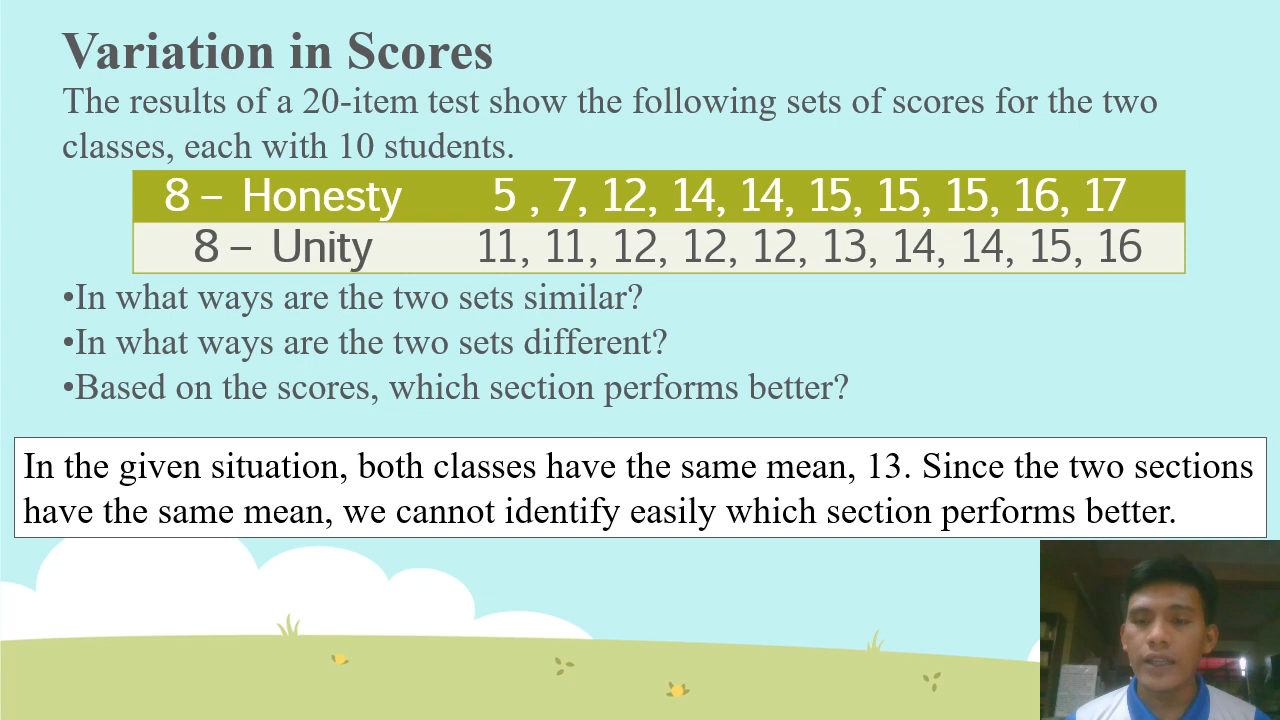 Variation in Scores
The results of a 20-item test show the following sets of scores for the two
classes, each with 10 students.
8 – Honesty 5 , 7, 12, 14, 14, 15, 15, 15, 16, 17
8 – Unity 11, 11, 12, 12, 12, 13, 14, 14, 15, 16
•In what ways are the two sets similar?
•In what ways are the two sets different?
•Based on the scores, which section performs better?
In the given situation, both classes have the same mean, 13. Since the two sections
have the same mean, we cannot identify easily which section performs better.